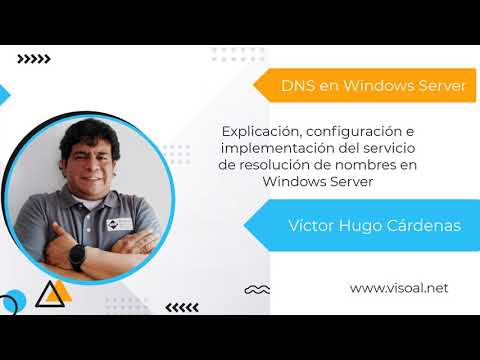 DNS en Windows Server
Explicación, configuración e
implementación del servicio
de resolución de nombres en
Windows Server
Víctor Hugo Cárdenas
www.visoal.net